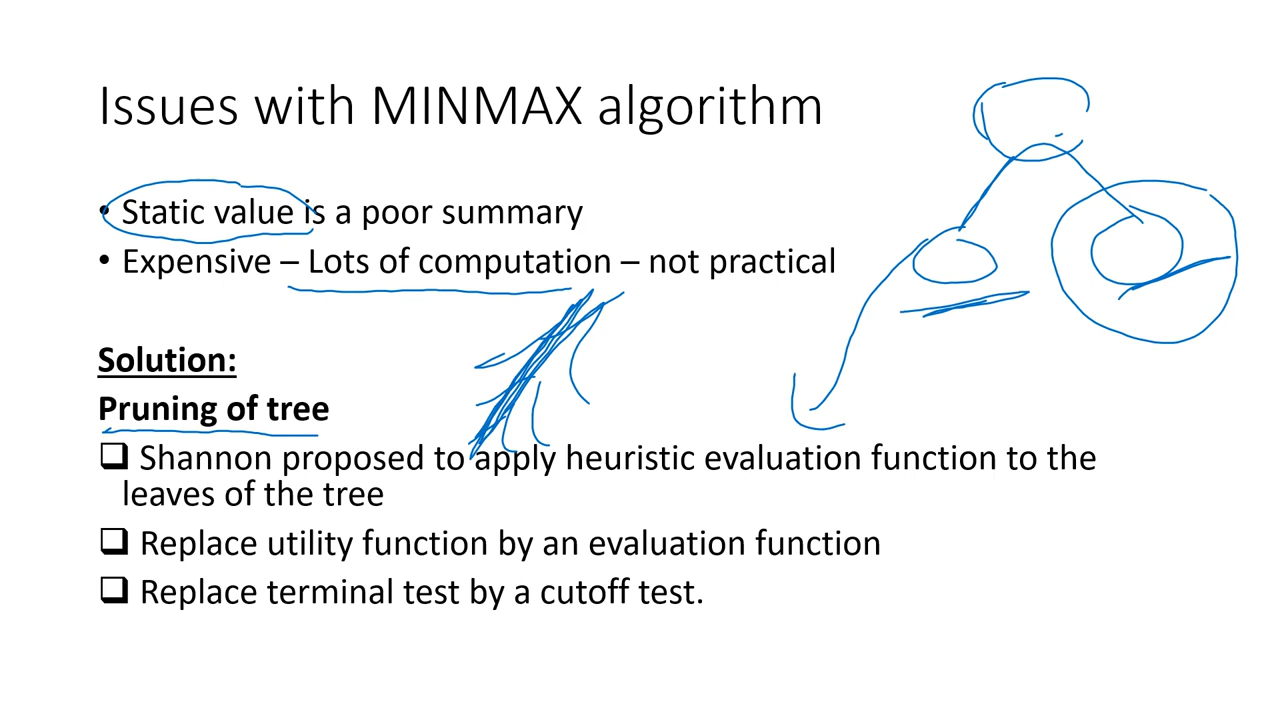 Issues with MINMAX algorithm
• Static value is a poor summary
• Expensive – Lots of computation – not practical
Solution:
Pruning of tree
❑ Shannon proposed to apply heuristic evaluation function to the
leaves of the tree
❑ Replace utility function by an evaluation function
❑ Replace terminal test by a cutoff test.